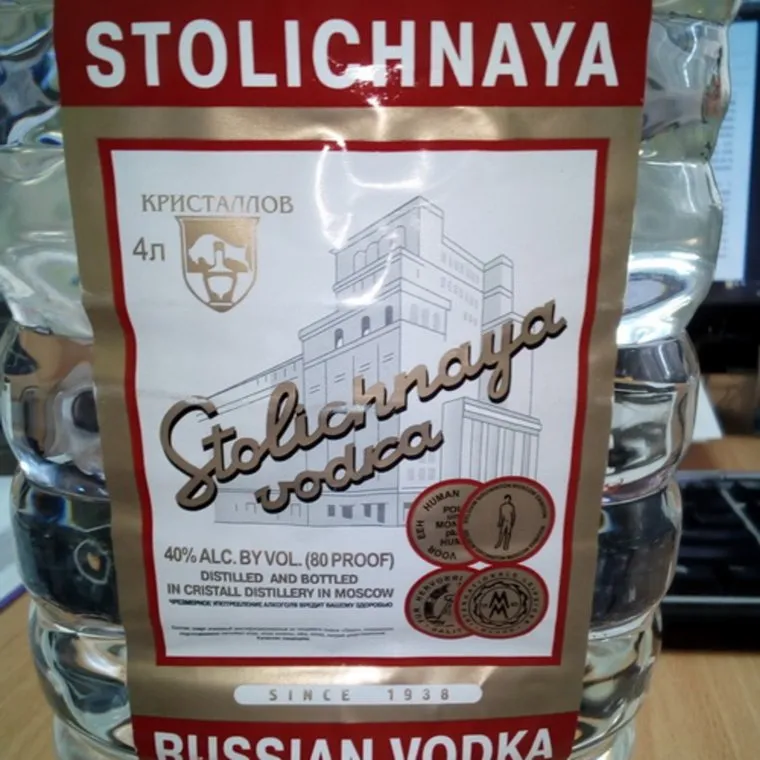 STOLICHNAYA
КРИСТАЛЛОВ
4л
Stolichnaya
vodka
HUMAN
40% ALC. BY VOL. (80 PROOF)
DISTILLED AND BOTTLED
IN CRISTALL DISTILLERY IN MOSCOW
ЧРЕЗМЕРНОЕ УПОТРЕБЛЕНИЕ АЛКОГОЛЯ ВРЕДИТ ВАШЕМУ ЗДОРОВЬЮ
SINCE 1938
RUSSIAN VODKA